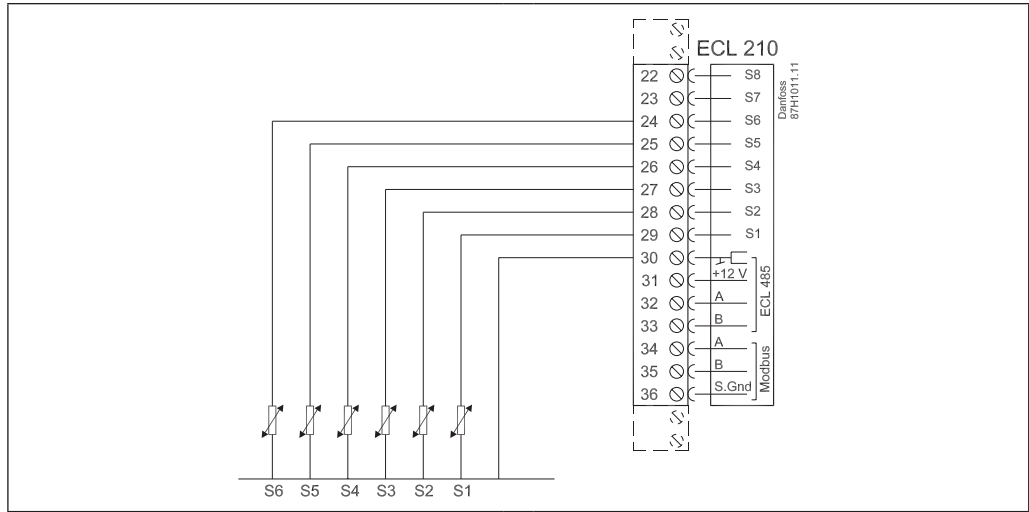 ECL 210
Danfoss
87H1011.11
22 S8
23 S7
24 S6
25 S5
26 S4
27 S3
28 S2
29 S1
30
31 +12 V
32 A
33 B
ECL 485
34 A
35 B
36 S.Gnd
Modbus
S6 S5 S4 S3 S2 S1